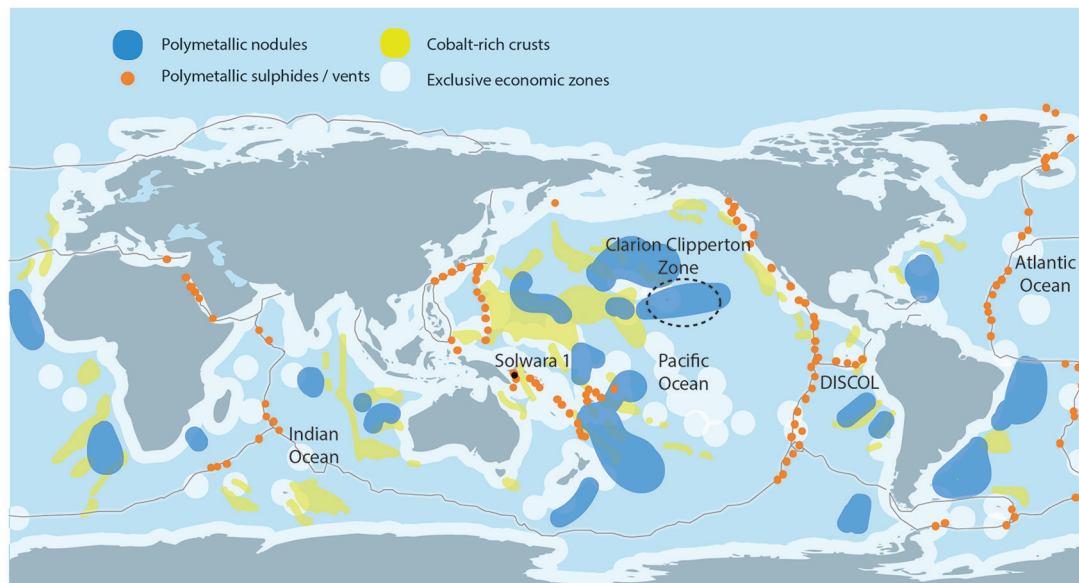 Polymetallic nodules
Cobalt-rich crusts
Polymetallic sulphides / vents
Exclusive economic zones
Clarion Clipperton
Zone
Atlantic
Ocean
Solwara 1
Pacific
Ocean
DISCOL
Indian
Ocean